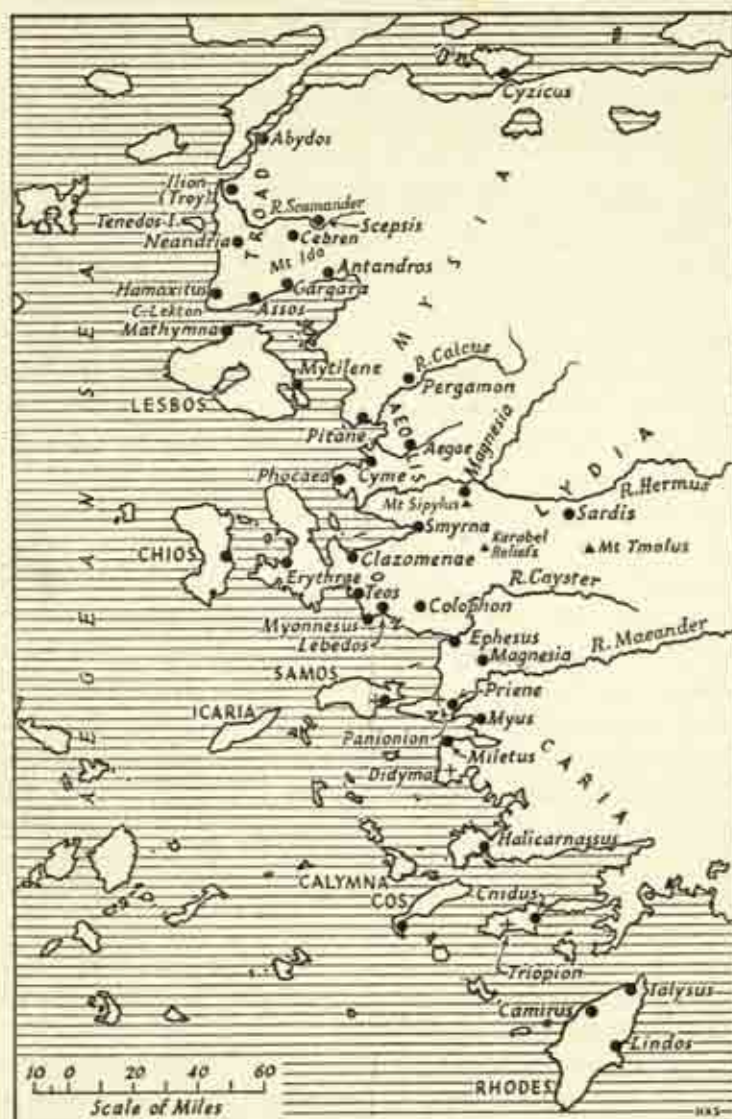 Cyzicus
Abydos
Ilion
(Troy)
TROAD
R. Scamander
Scepsis
Tenedos I.
Neandria
Cebren
MYSIA
Mt Ida
Antandros
Hamaxitus
Gargara
C. Lekton
Assos
Mathymna
AEGEAN SEA
R. Caicus
Mytilene
Pergamon
LESBOS
AEOLIS
Pitane
Aegae
Magnesia
LYDIA
Cyme
Phocaea
R. Hermus
Mt Sipylus
Sardis
Smyrna
Karabel
Reliefs
Mt Tmolus
CHIOS
Clazomenae
Erythrae
Teos
R. Cayster
Colophon
Myonnesus
Lebedos
Ephesus
R. Maeander
Magnesia
SAMOS
Priene
ICARIA
Myus
Panionion
Miletus
CARIA
Didyma
Halicarnassus
CALYMNA
COS
Cnidus
Triopion
Ialysus
Camirus
Lindos
RHODES
10 0 20 40 60
Scale of Miles